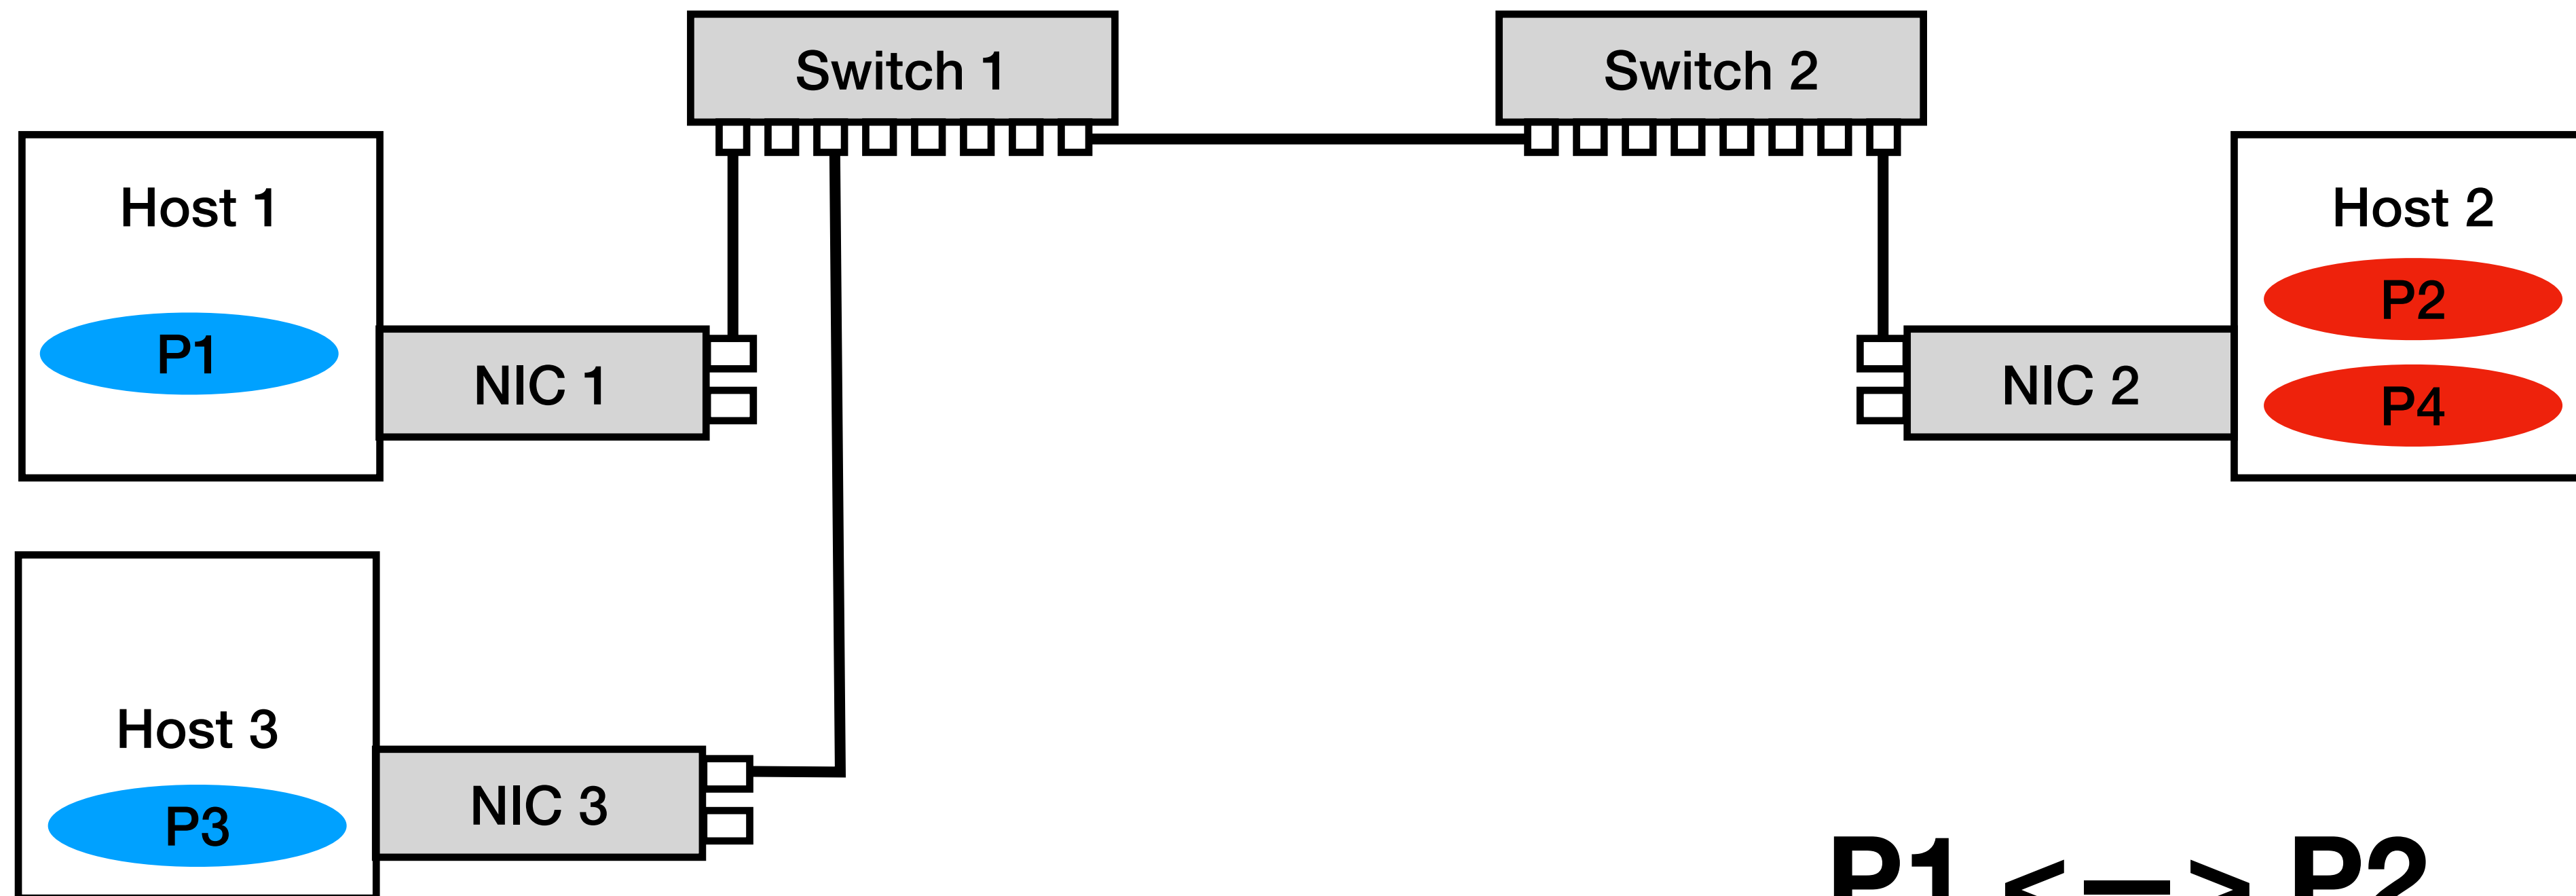 Switch 1
Switch 2
Host 1
Host 2
P2
P1
NIC 1
NIC 2
P4
Host 3
NIC 3
P3
P1 <–> P2